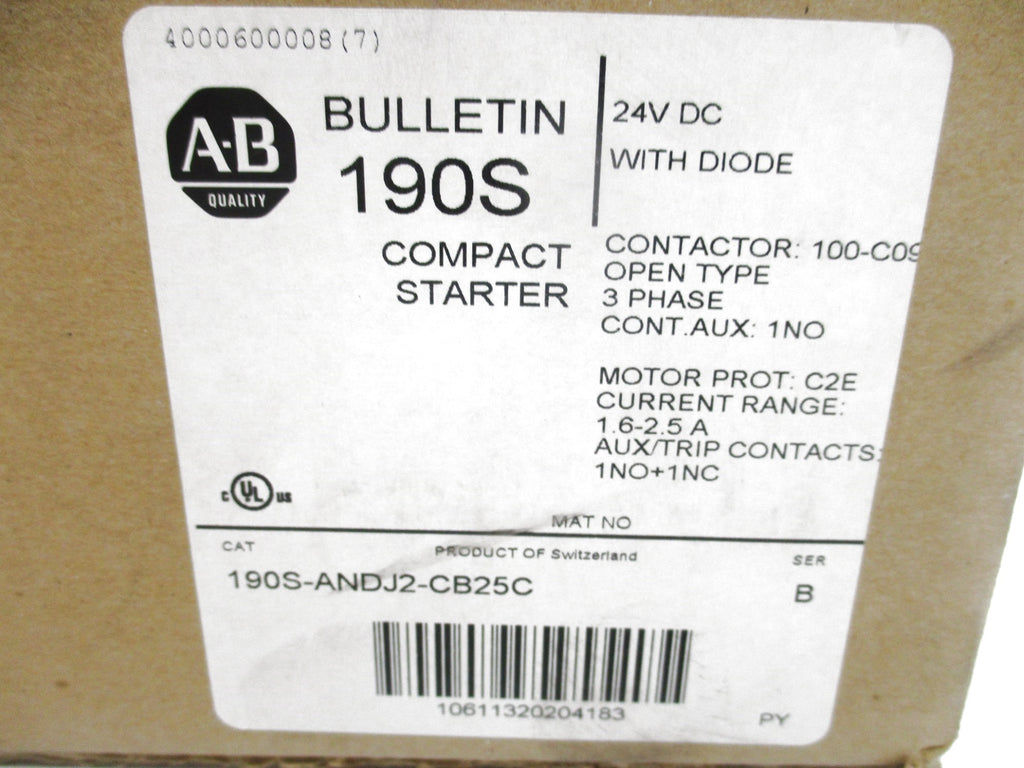 4000600008(7)
A-B
QUALITY
BULLETIN
190S
COMPACT
STARTER
24V DC
WITH DIODE
CONTACTOR: 100-C09
OPEN TYPE
3 PHASE
CONT.AUX: 1NO
MOTOR PROT: C2E
CURRENT RANGE:
1.6-2.5 A
AUX/TRIP CONTACTS:
1NO+1NC
c UL US
MAT NO
CAT
PRODUCT OF Switzerland
SER
190S-ANDJ2-CB25C
B
10611320204183
PY